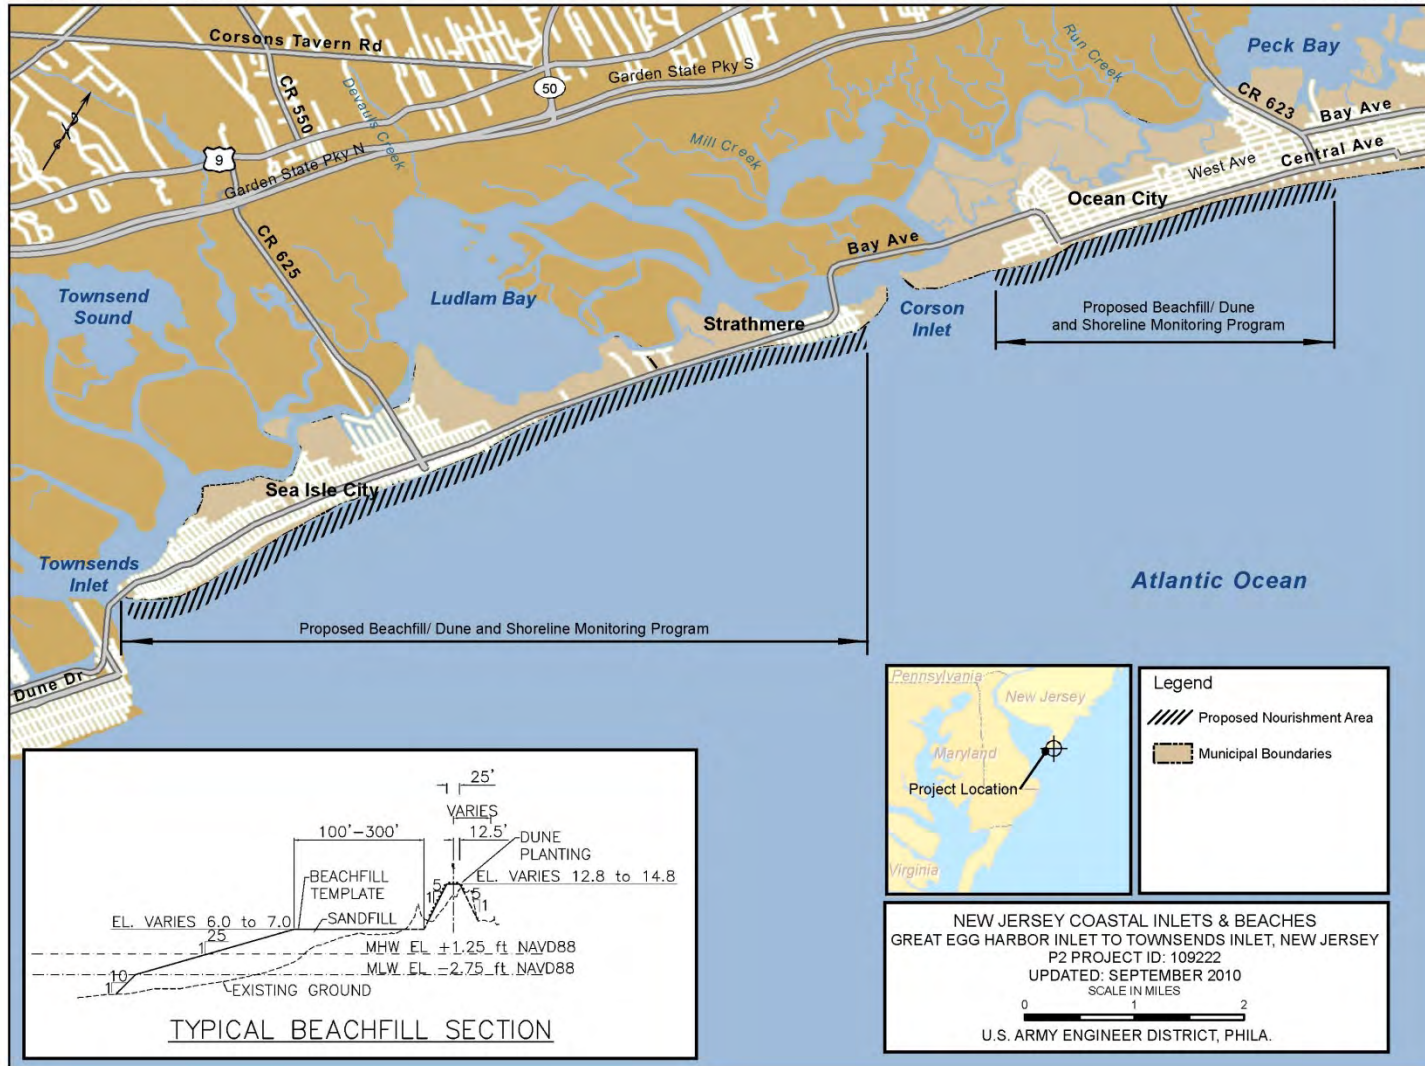 Corsons Tavern Rd
Garden State Pky S
50
CR 550
Devauls Creek
9
Garden State Pky N
CR 625
Run Creek
Peck Bay
CR 623
Bay Ave
Central Ave
West Ave
Mill Creek
Ocean City
Bay Ave
Townsend
Sound
Ludlam Bay
Strathmere
Corson
Inlet
Proposed Beachfill/ Dune
and Shoreline Monitoring Program
Sea Isle City
Townsends
Inlet
Atlantic Ocean
Proposed Beachfill/ Dune and Shoreline Monitoring Program
Dune Dr
25'
VARIES
100'-300'
12.5'
DUNE
PLANTING
BEACHFILL
TEMPLATE
EL. VARIES 12.8 to 14.8
5
1
5
1
EL. VARIES 6.0 to 7.0
SANDFILL
25
1
MHW EL +1.25 ft NAVD88
MLW EL -2.75 ft NAVD88
10
1
EXISTING GROUND
TYPICAL BEACHFILL SECTION
Pennsylvania
New Jersey
Maryland
Project Location
Virginia
Legend
Proposed Nourishment Area
Municipal Boundaries
NEW JERSEY COASTAL INLETS & BEACHES
GREAT EGG HARBOR INLET TO TOWNSENDS INLET, NEW JERSEY
P2 PROJECT ID: 109222
UPDATED: SEPTEMBER 2010
SCALE IN MILES
0 1 2
U.S. ARMY ENGINEER DISTRICT, PHILA.